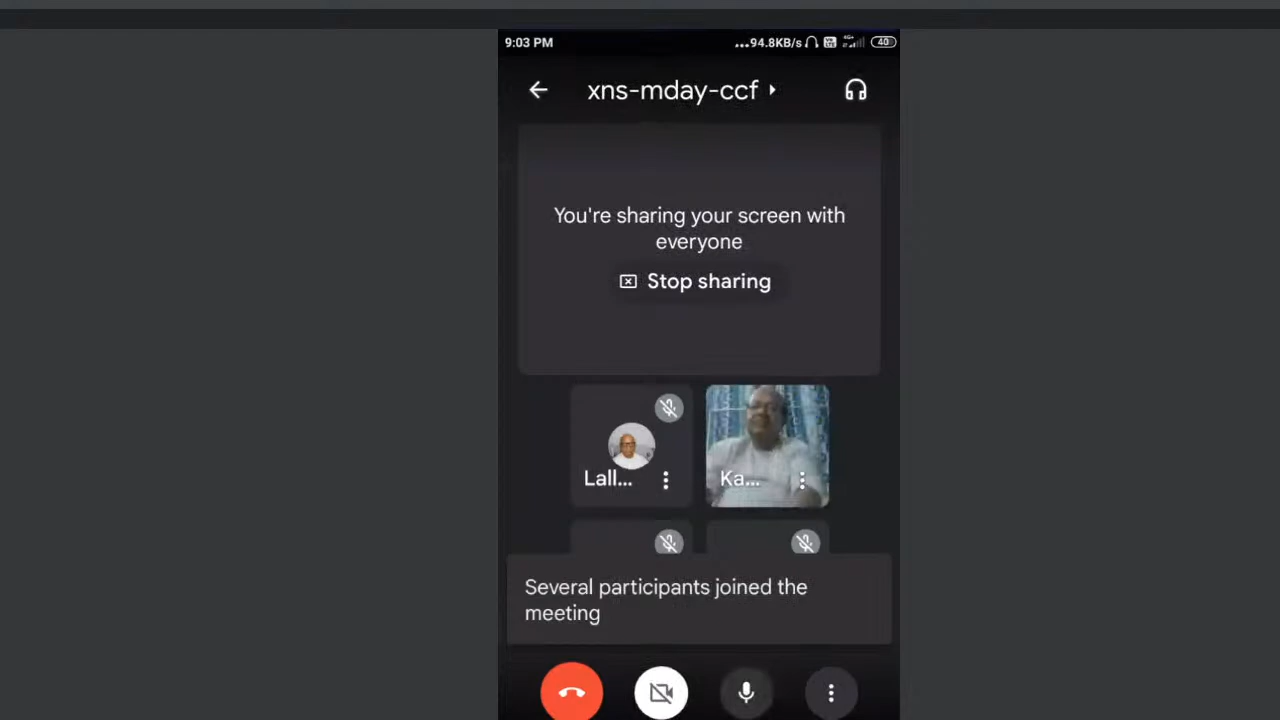 9:03 PM
...94.8KB/s 4G+ 40
xns-mday-ccf
You're sharing your screen with
everyone
Stop sharing
Lall...
Ka...
Several participants joined the
meeting